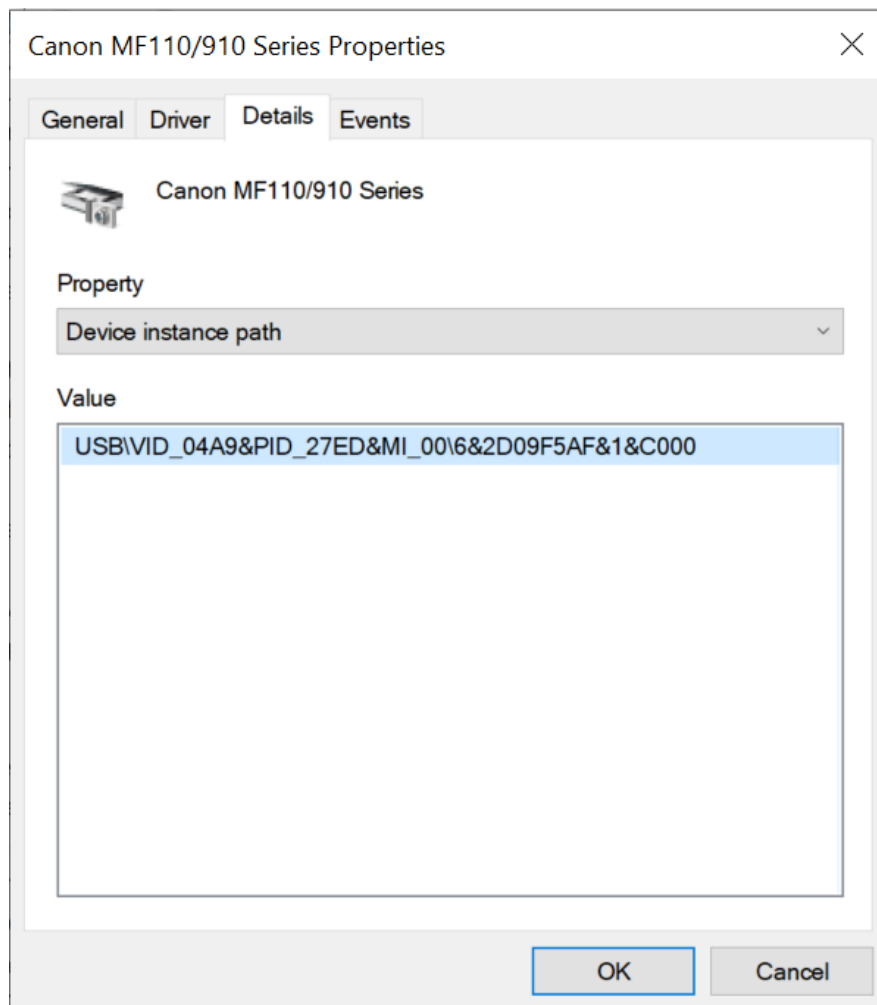 Canon MF110/910 Series Properties
General Driver Details Events
Canon MF110/910 Series
Property
Device instance path
Value
USB\VID_04A9&PID_27ED&MI_00\6&2D09F5AF&1&C000
OK Cancel